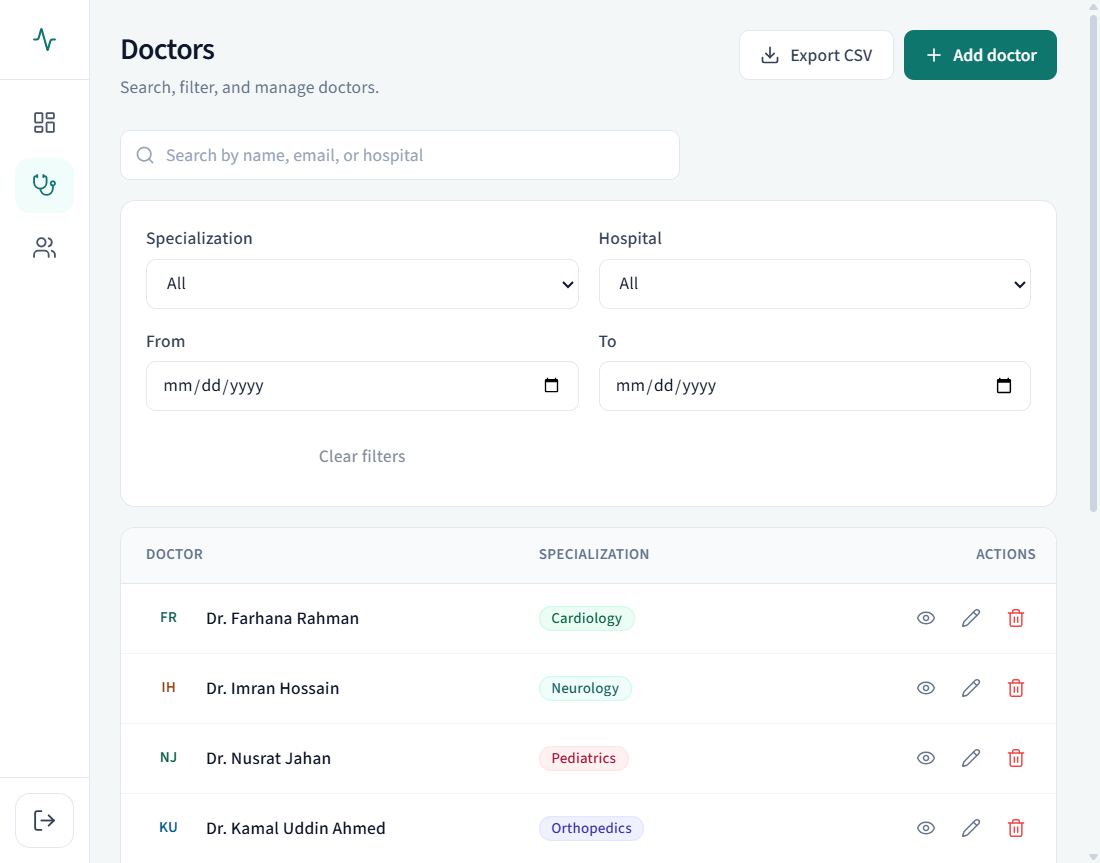 Doctors
Search, filter, and manage doctors.
Export CSV
Add doctor
Search by name, email, or hospital
Specialization
Hospital
All
All
From
To
mm/dd/yyyy
mm/dd/yyyy
Clear filters
DOCTOR SPECIALIZATION ACTIONS
FR Dr. Farhana Rahman Cardiology
IH Dr. Imran Hossain Neurology
NJ Dr. Nusrat Jahan Pediatrics
KU Dr. Kamal Uddin Ahmed Orthopedics